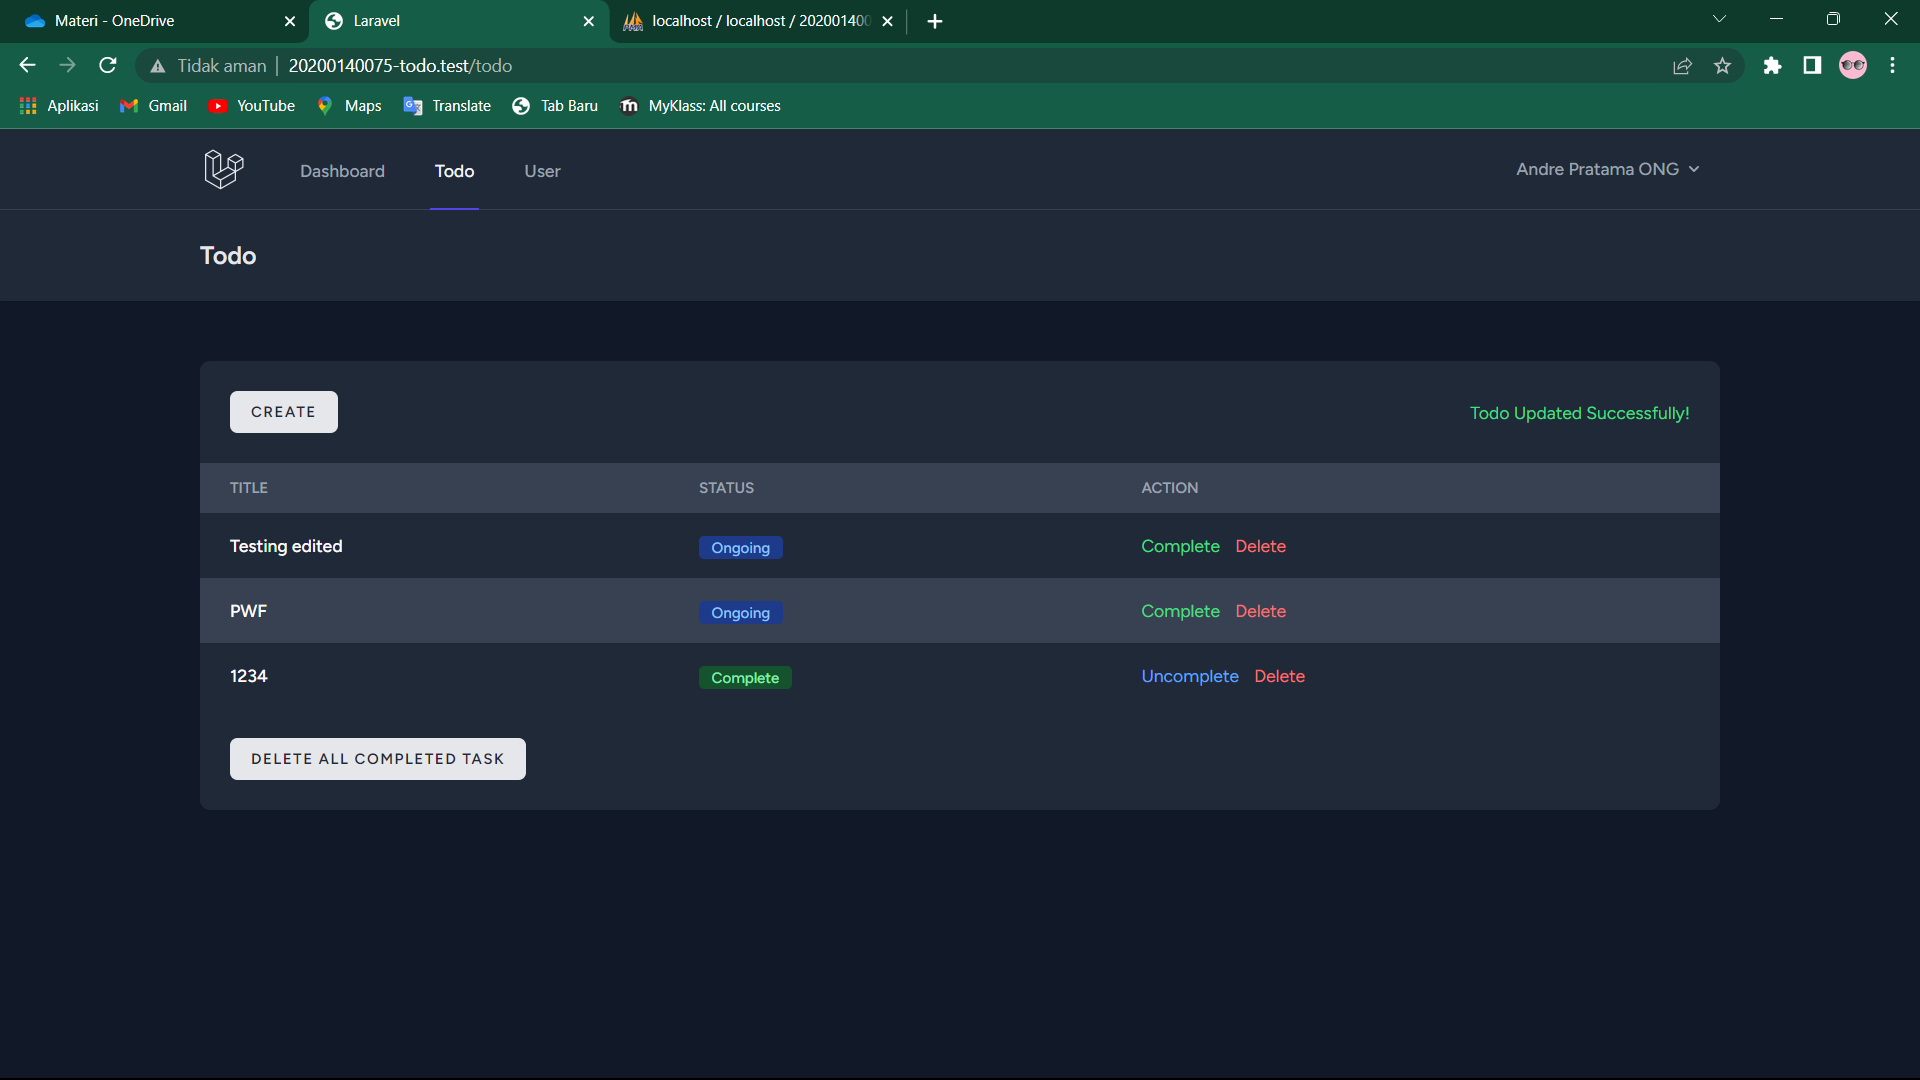 Materi - OneDrive
Laravel
localhost / localhost / 20200140
Tidak aman
20200140075-todo.test/todo
Aplikasi
Gmail
YouTube
Maps
Translate
Tab Baru
MyKlass: All courses
Dashboard
Todo
User
Andre Pratama ONG
Todo
CREATE
Todo Updated Successfully!
TITLE STATUS ACTION
Testing edited Ongoing Complete Delete
PWF Ongoing Complete Delete
1234 Complete Uncomplete Delete
DELETE ALL COMPLETED TASK